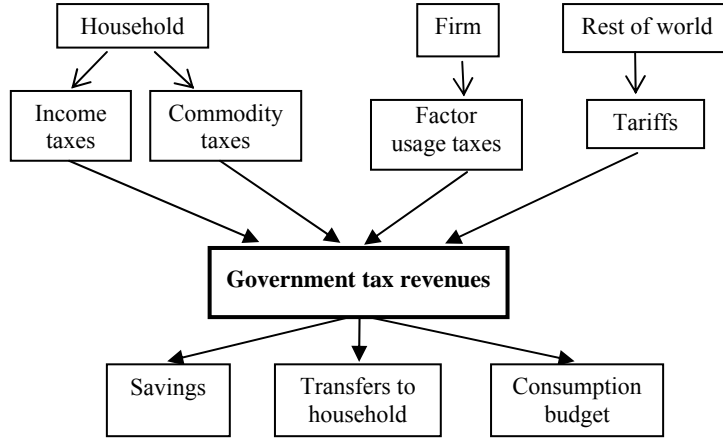 Household
Firm
Rest of world
Income
taxes
Commodity
taxes
Factor
usage taxes
Tariffs
Government tax revenues
Savings
Transfers to
household
Consumption
budget